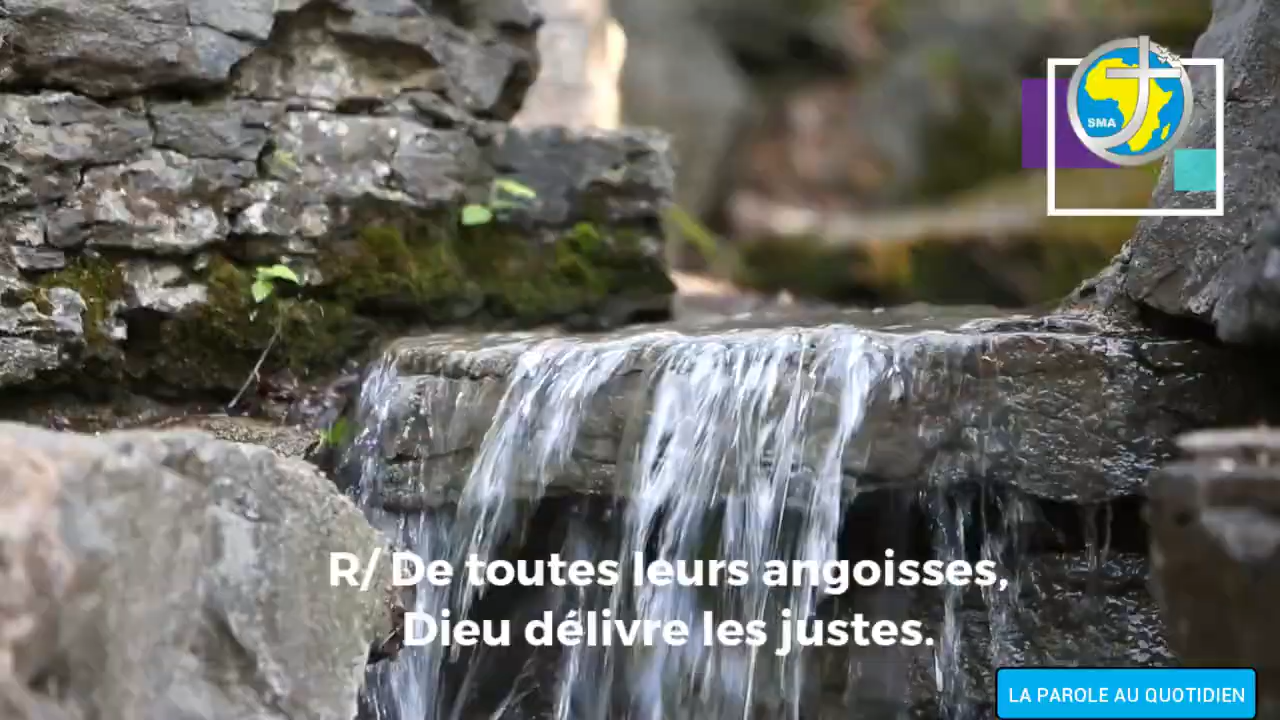 SMA
R/ De toutes leurs angoisses,
Dieu délivre les justes.
LA PAROLE AU QUOTIDIEN